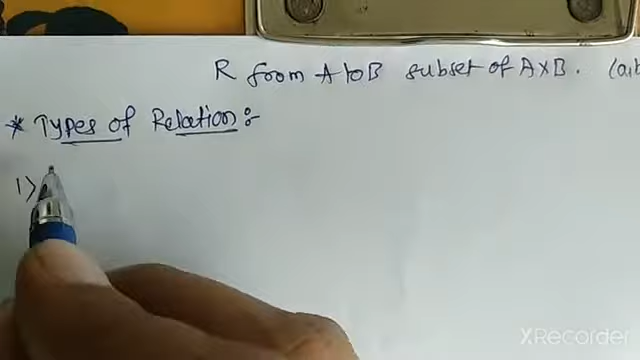 R from A to B subset of A×B. (a,b
* Types of Relation :-
1>
XRecorder